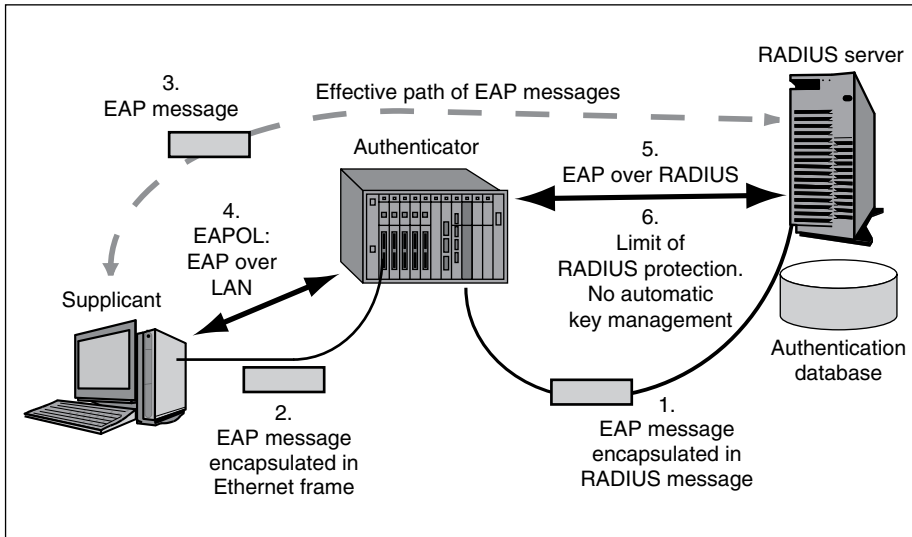 RADIUS server
3.
EAP message
Effective path of EAP messages
Authenticator
5.
EAP over RADIUS
4.
EAPOL:
EAP over
LAN
6.
Limit of
RADIUS protection.
No automatic
key management
Supplicant
Authentication
database
2.
EAP message
encapsulated in
Ethernet frame
1.
EAP message
encapsulated in
RADIUS message